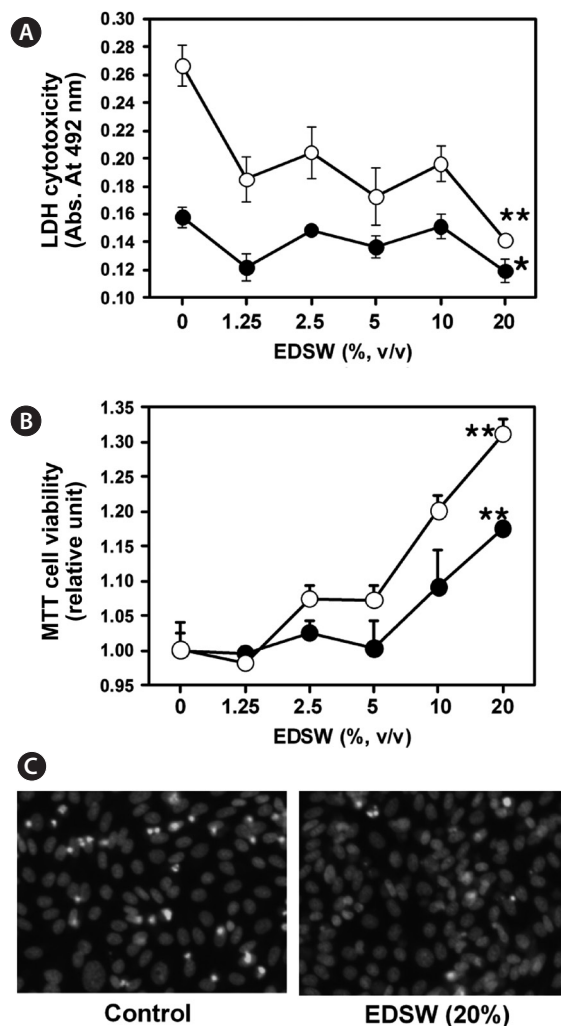 A
LDH cytotoxicity
(Abs. At 492 nm)
0.30
0.28
0.26
0.24
0.22
0.20
0.18
0.16
0.14
0.12
0.10
**
*
0 1.25 2.5 5 10 20
EDSW (%, v/v)
B
MTT cell viability
(relative unit)
1.35
1.30
1.25
1.20
1.15
1.10
1.05
1.00
0.95
**
**
0 1.25 2.5 5 10 20
EDSW (%, v/v)
C
Control EDSW (20%)